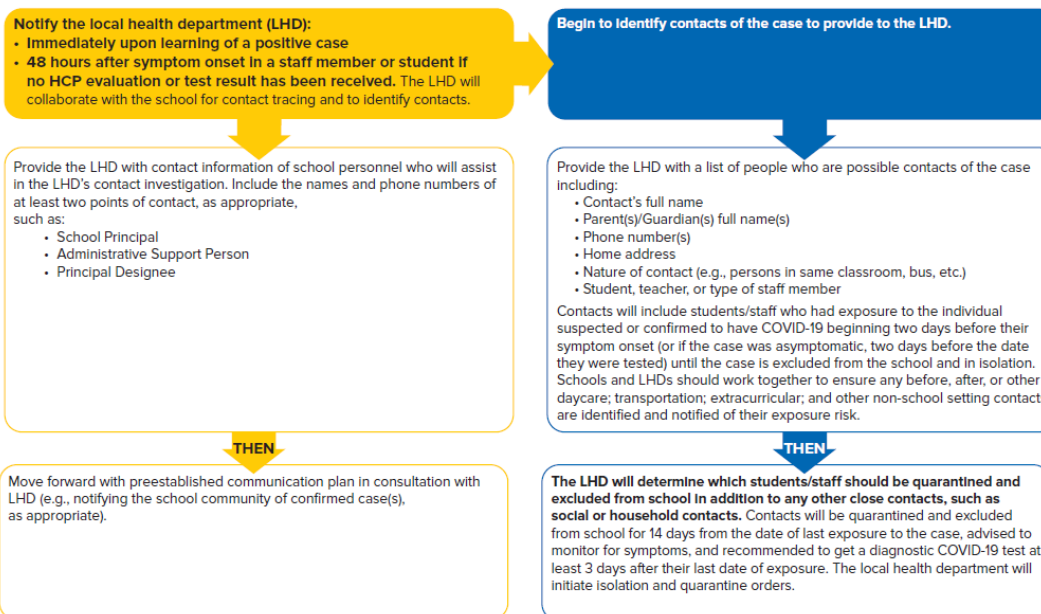 Notify the local health department (LHD):
• Immediately upon learning of a positive case
• 48 hours after symptom onset in a staff member or student if
no HCP evaluation or test result has been received. The LHD will
collaborate with the school for contact tracing and to identify contacts.
Begin to identify contacts of the case to provide to the LHD.
Provide the LHD with contact information of school personnel who will assist
in the LHD's contact investigation. Include the names and phone numbers of
at least two points of contact, as appropriate,
such as:
• School Principal
• Administrative Support Person
• Principal Designee
Provide the LHD with a list of people who are possible contacts of the case
including:
• Contact's full name
• Parent(s)/Guardian(s) full name(s)
• Phone number(s)
• Home address
• Nature of contact (e.g., persons in same classroom, bus, etc.)
• Student, teacher, or type of staff member
Contacts will include students/staff who had exposure to the individual
suspected or confirmed to have COVID-19 beginning two days before their
symptom onset (or if the case was asymptomatic, two days before the date
they were tested) until the case is excluded from the school and in isolation.
Schools and LHDs should work together to ensure any before, after, or other
daycare; transportation; extracurricular; and other non-school setting contact
are identified and notified of their exposure risk.
THEN
THEN
Move forward with preestablished communication plan in consultation with
LHD (e.g., notifying the school community of confirmed case(s),
as appropriate).
The LHD will determine which students/staff should be quarantined and
excluded from school in addition to any other close contacts, such as
social or household contacts. Contacts will be quarantined and excluded
from school for 14 days from the date of last exposure to the case, advised to
monitor for symptoms, and recommended to get a diagnostic COVID-19 test at
least 3 days after their last date of exposure. The local health department will
initiate isolation and quarantine orders.